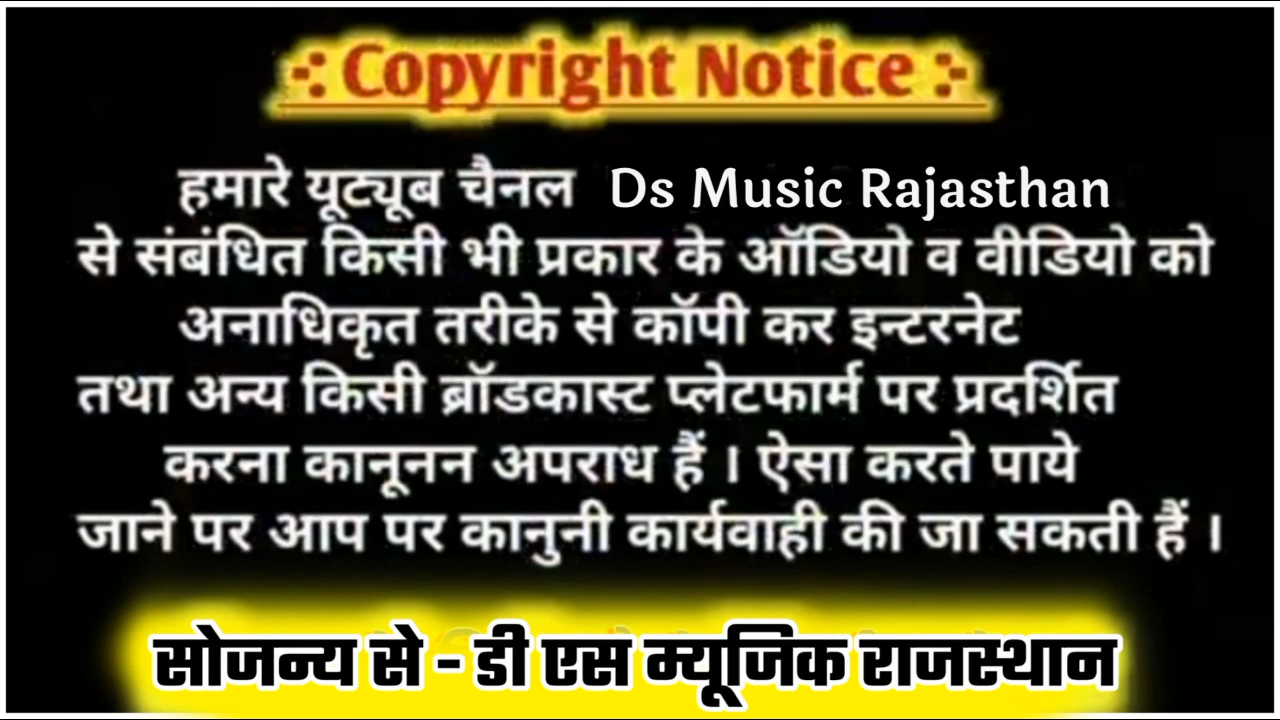 -: Copyright Notice :-
हमारे यूट्यूब चैनल Ds Music Rajasthan
से संबंधित किसी भी प्रकार के ऑडियो व वीडियो को
अनाधिकृत तरीके से कॉपी कर इन्टरनेट
तथा अन्य किसी ब्रॉडकास्ट प्लेटफार्म पर प्रदर्शित
करना कानूनन अपराध हैं । ऐसा करते पाये
जाने पर आप पर कानुनी कार्यवाही की जा सकती हैं ।
सोजन्य से - डी एस म्यूजिक राजस्थान